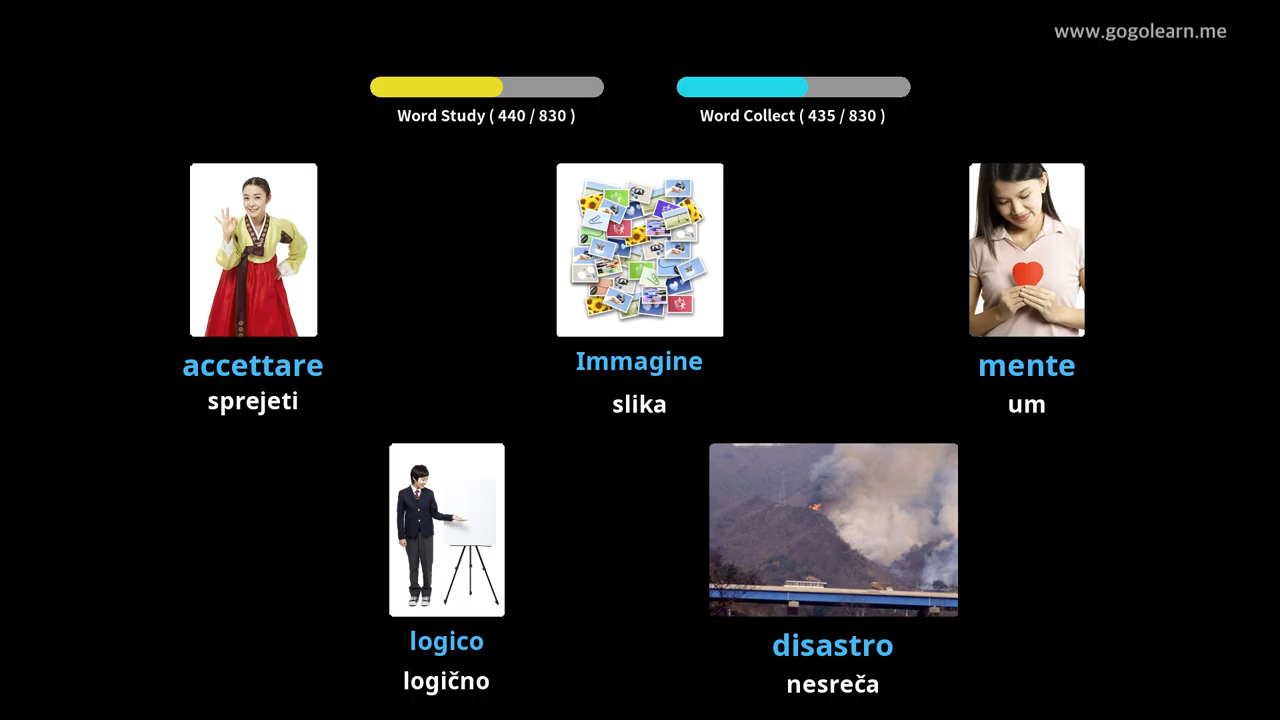 www.gogolearn.me
Word Study ( 440 / 830 )
Word Collect ( 435 / 830 )
accettare
sprejeti
Immagine
slika
mente
um
logico
logično
disastro
nesreča